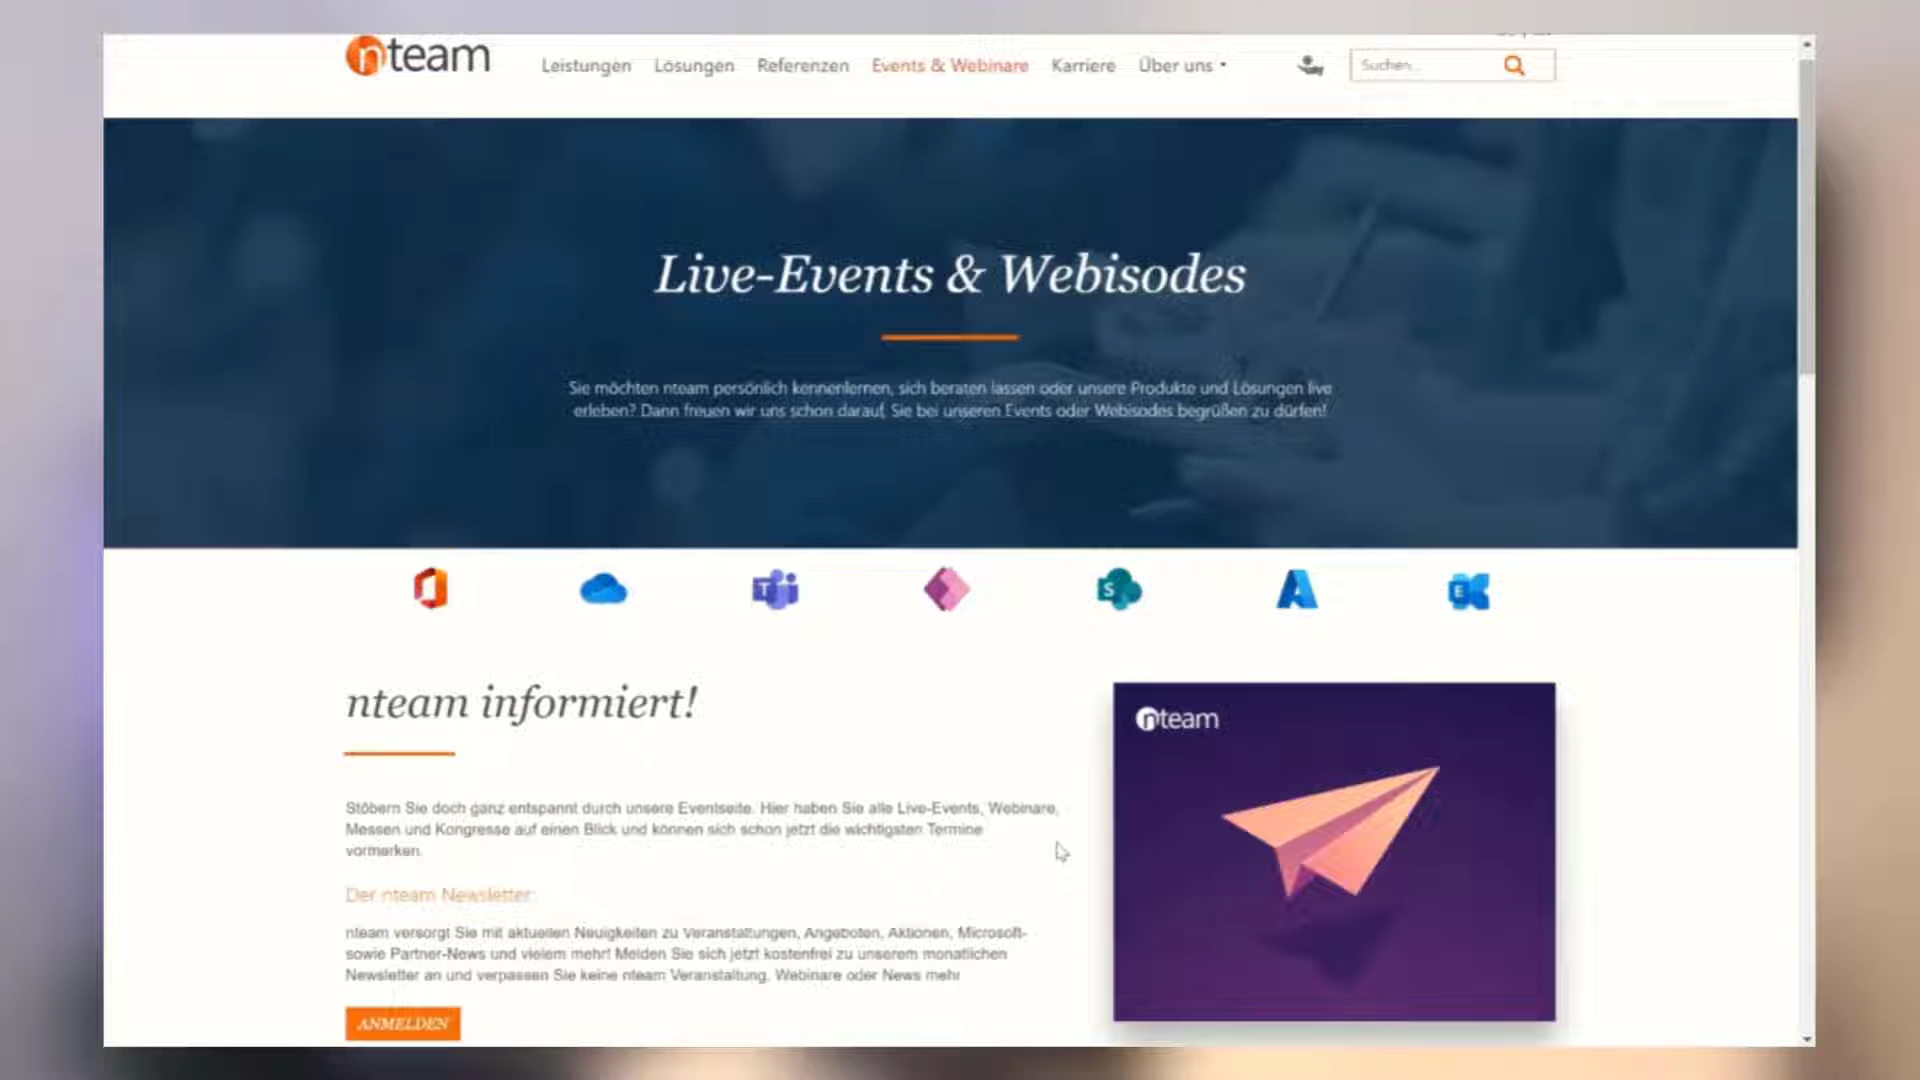 nteam
Leistungen Lösungen Referenzen Events & Webinare Karriere Über uns
Suchen...
Live-Events & Webisodes
Sie möchten nteam persönlich kennenlernen, sich beraten lassen oder unsere Produkte und Lösungen live
erleben? Dann freuen wir uns schon darauf, Sie bei unseren Events oder Webisodes begrüßen zu dürfen!
T S E
nteam informiert!
nteam
Stöbern Sie doch ganz entspannt durch unsere Eventseite. Hier haben Sie alle Live-Events, Webinare,
Messen und Kongresse auf einen Blick und können sich schon jetzt die wichtigsten Termine
vormerken.
Der nteam Newsletter:
nteam versorgt Sie mit aktuellen Neuigkeiten zu Veranstaltungen, Angeboten, Aktionen, Microsoft-
sowie Partner-News und vielem mehr! Melden Sie sich jetzt kostenfrei zu unserem monatlichen
Newsletter an und verpassen Sie keine nteam Veranstaltung, Webinare oder News mehr
ANMELDEN